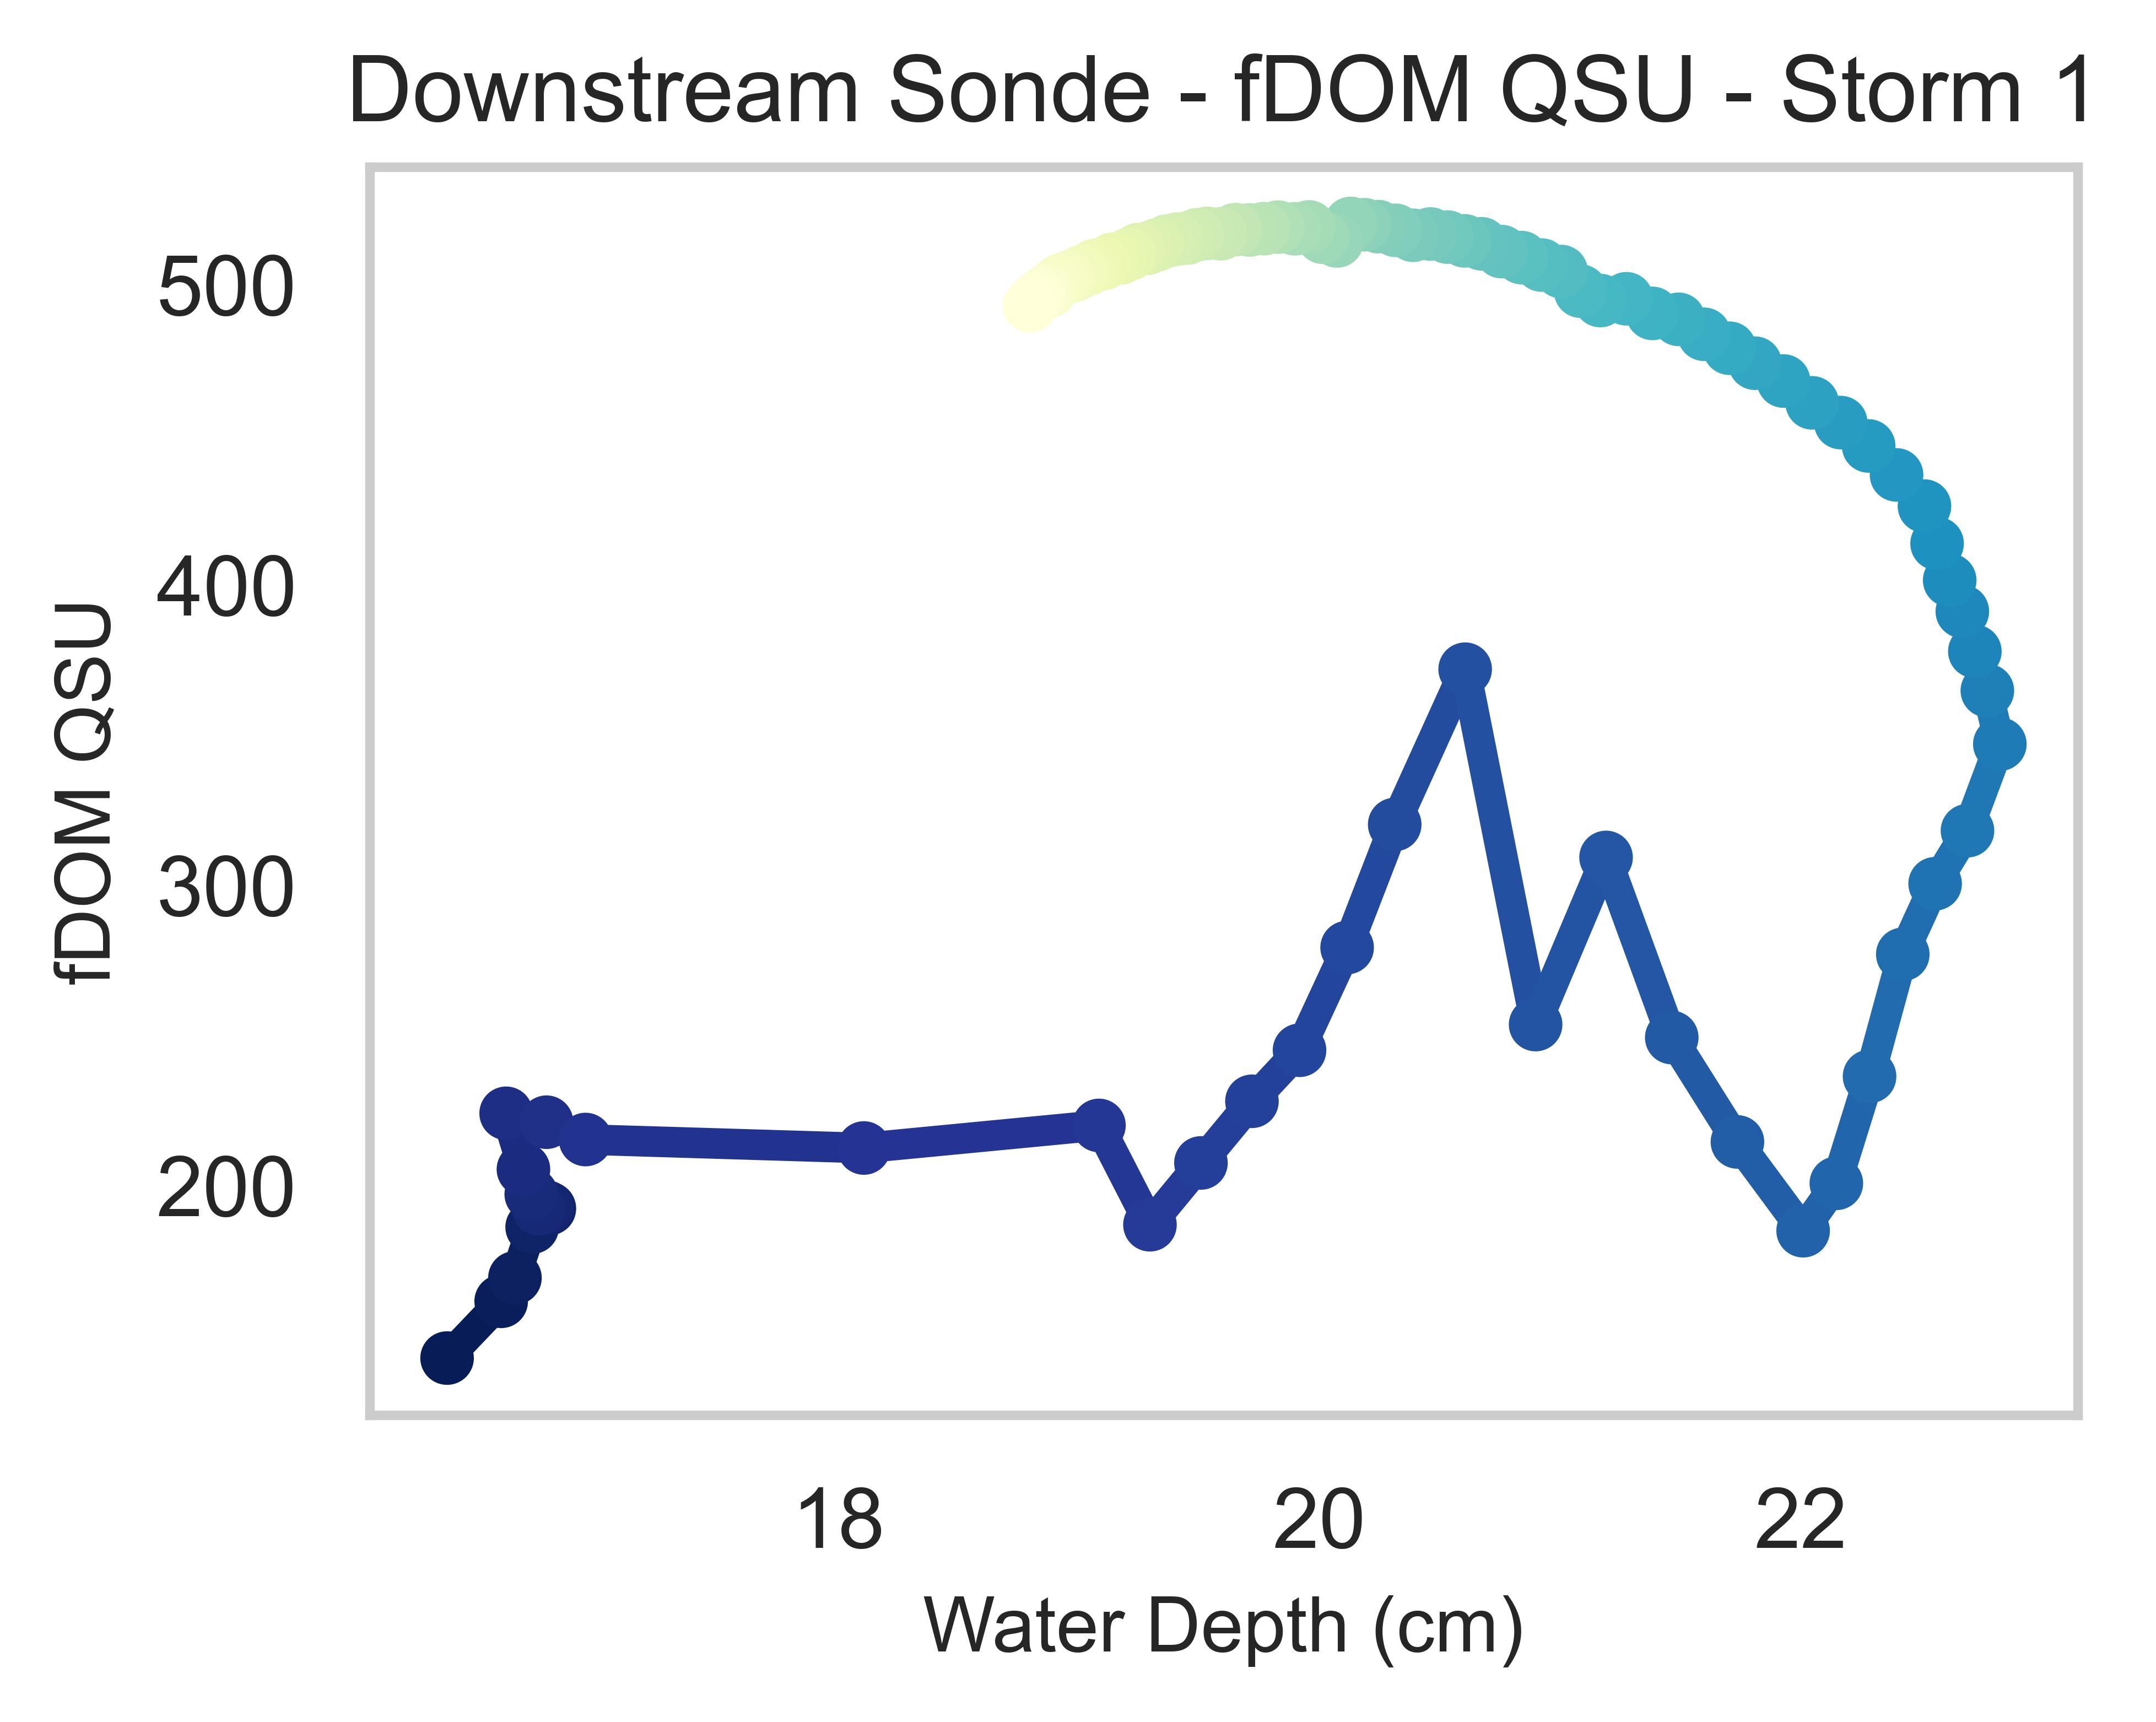 Downstream Sonde - fDOM QSU - Storm 1
500
400
300
200
fDOM QSU
18 20 22
Water Depth (cm)